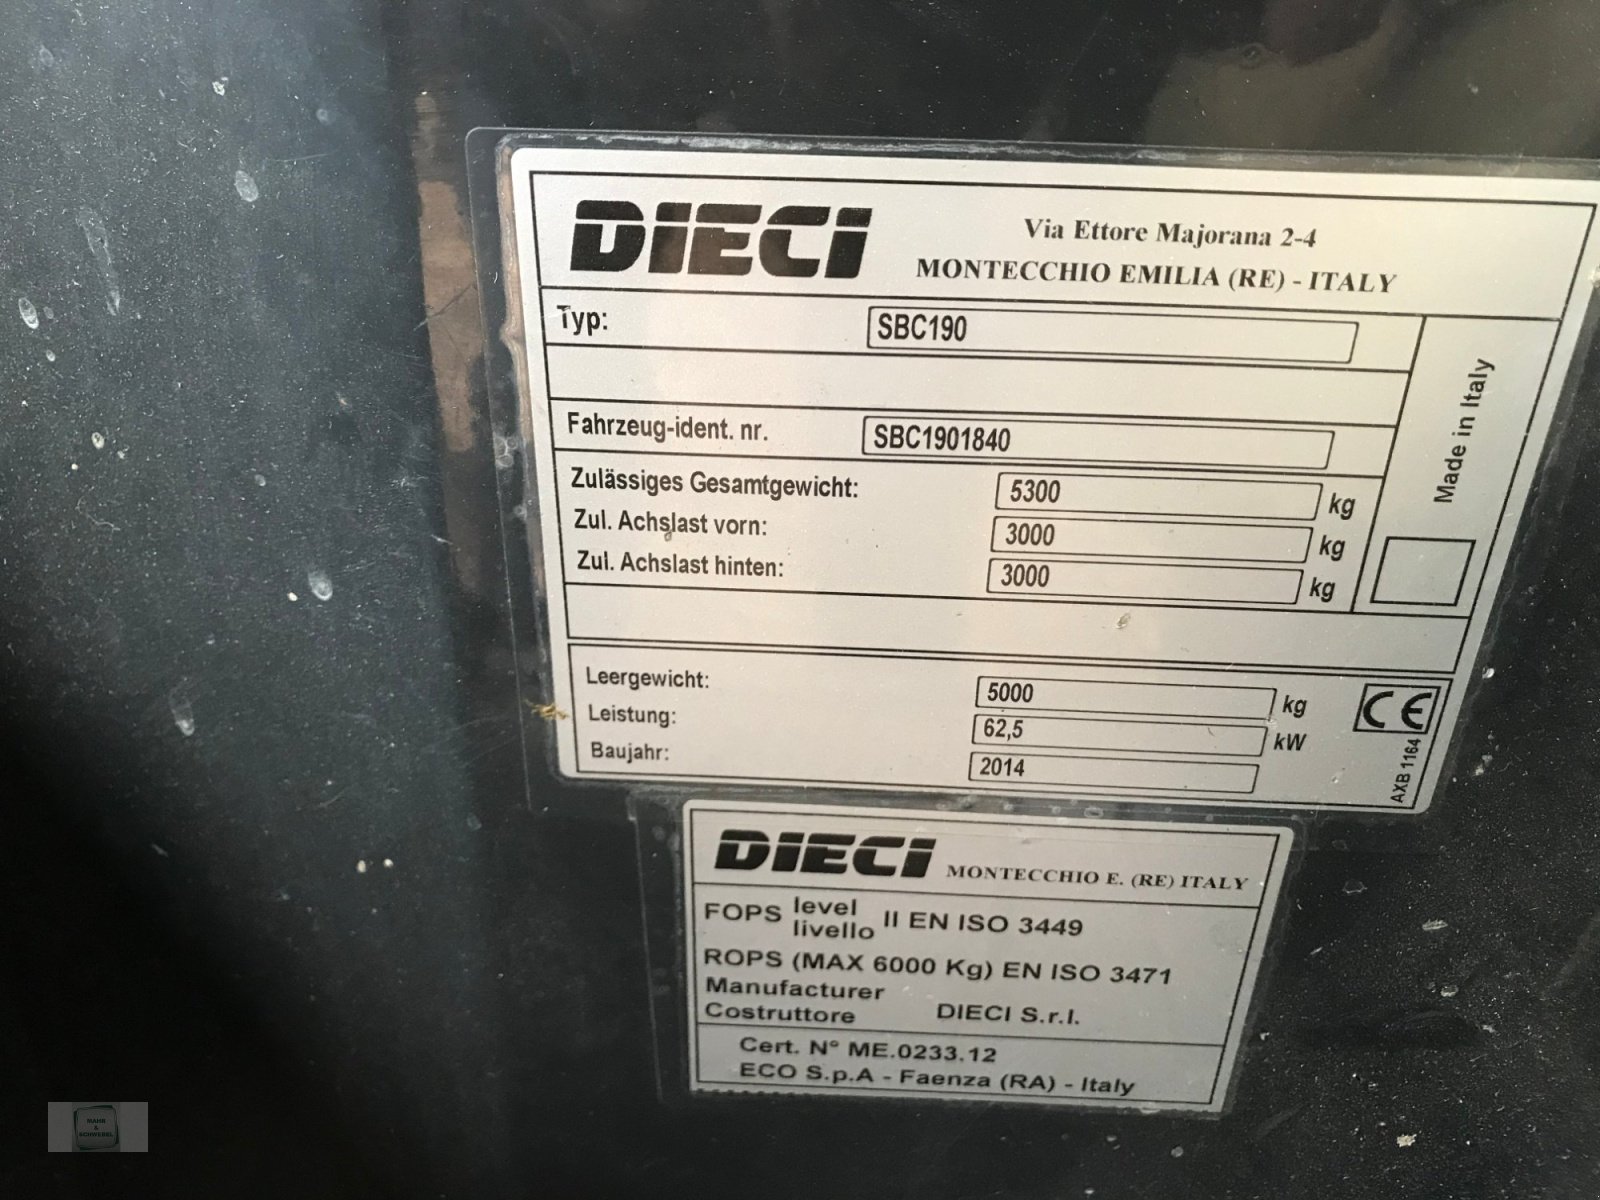 DIECI
Via Ettore Majorana 2-4
MONTECCHIO EMILIA (RE) - ITALY
Typ: SBC190
Fahrzeug-ident. nr. SBC1901840
Zulässiges Gesamtgewicht: 5300 kg
Zul. Achslast vorn: 3000 kg
Zul. Achslast hinten: 3000 kg
Made in Italy
Leergewicht: 5000 kg
Leistung: 62,5 kW
Baujahr: 2014
CE
AXB 1164
DIECI MONTECCHIO E. (RE) ITALY
FOPS level livello II EN ISO 3449
ROPS (MAX 6000 Kg) EN ISO 3471
Manufacturer
Costruttore DIECI S.r.l.
Cert. N° ME.0233.12
ECO S.p.A - Faenza (RA) - Italy
MAHR
&
SCHWEBEL